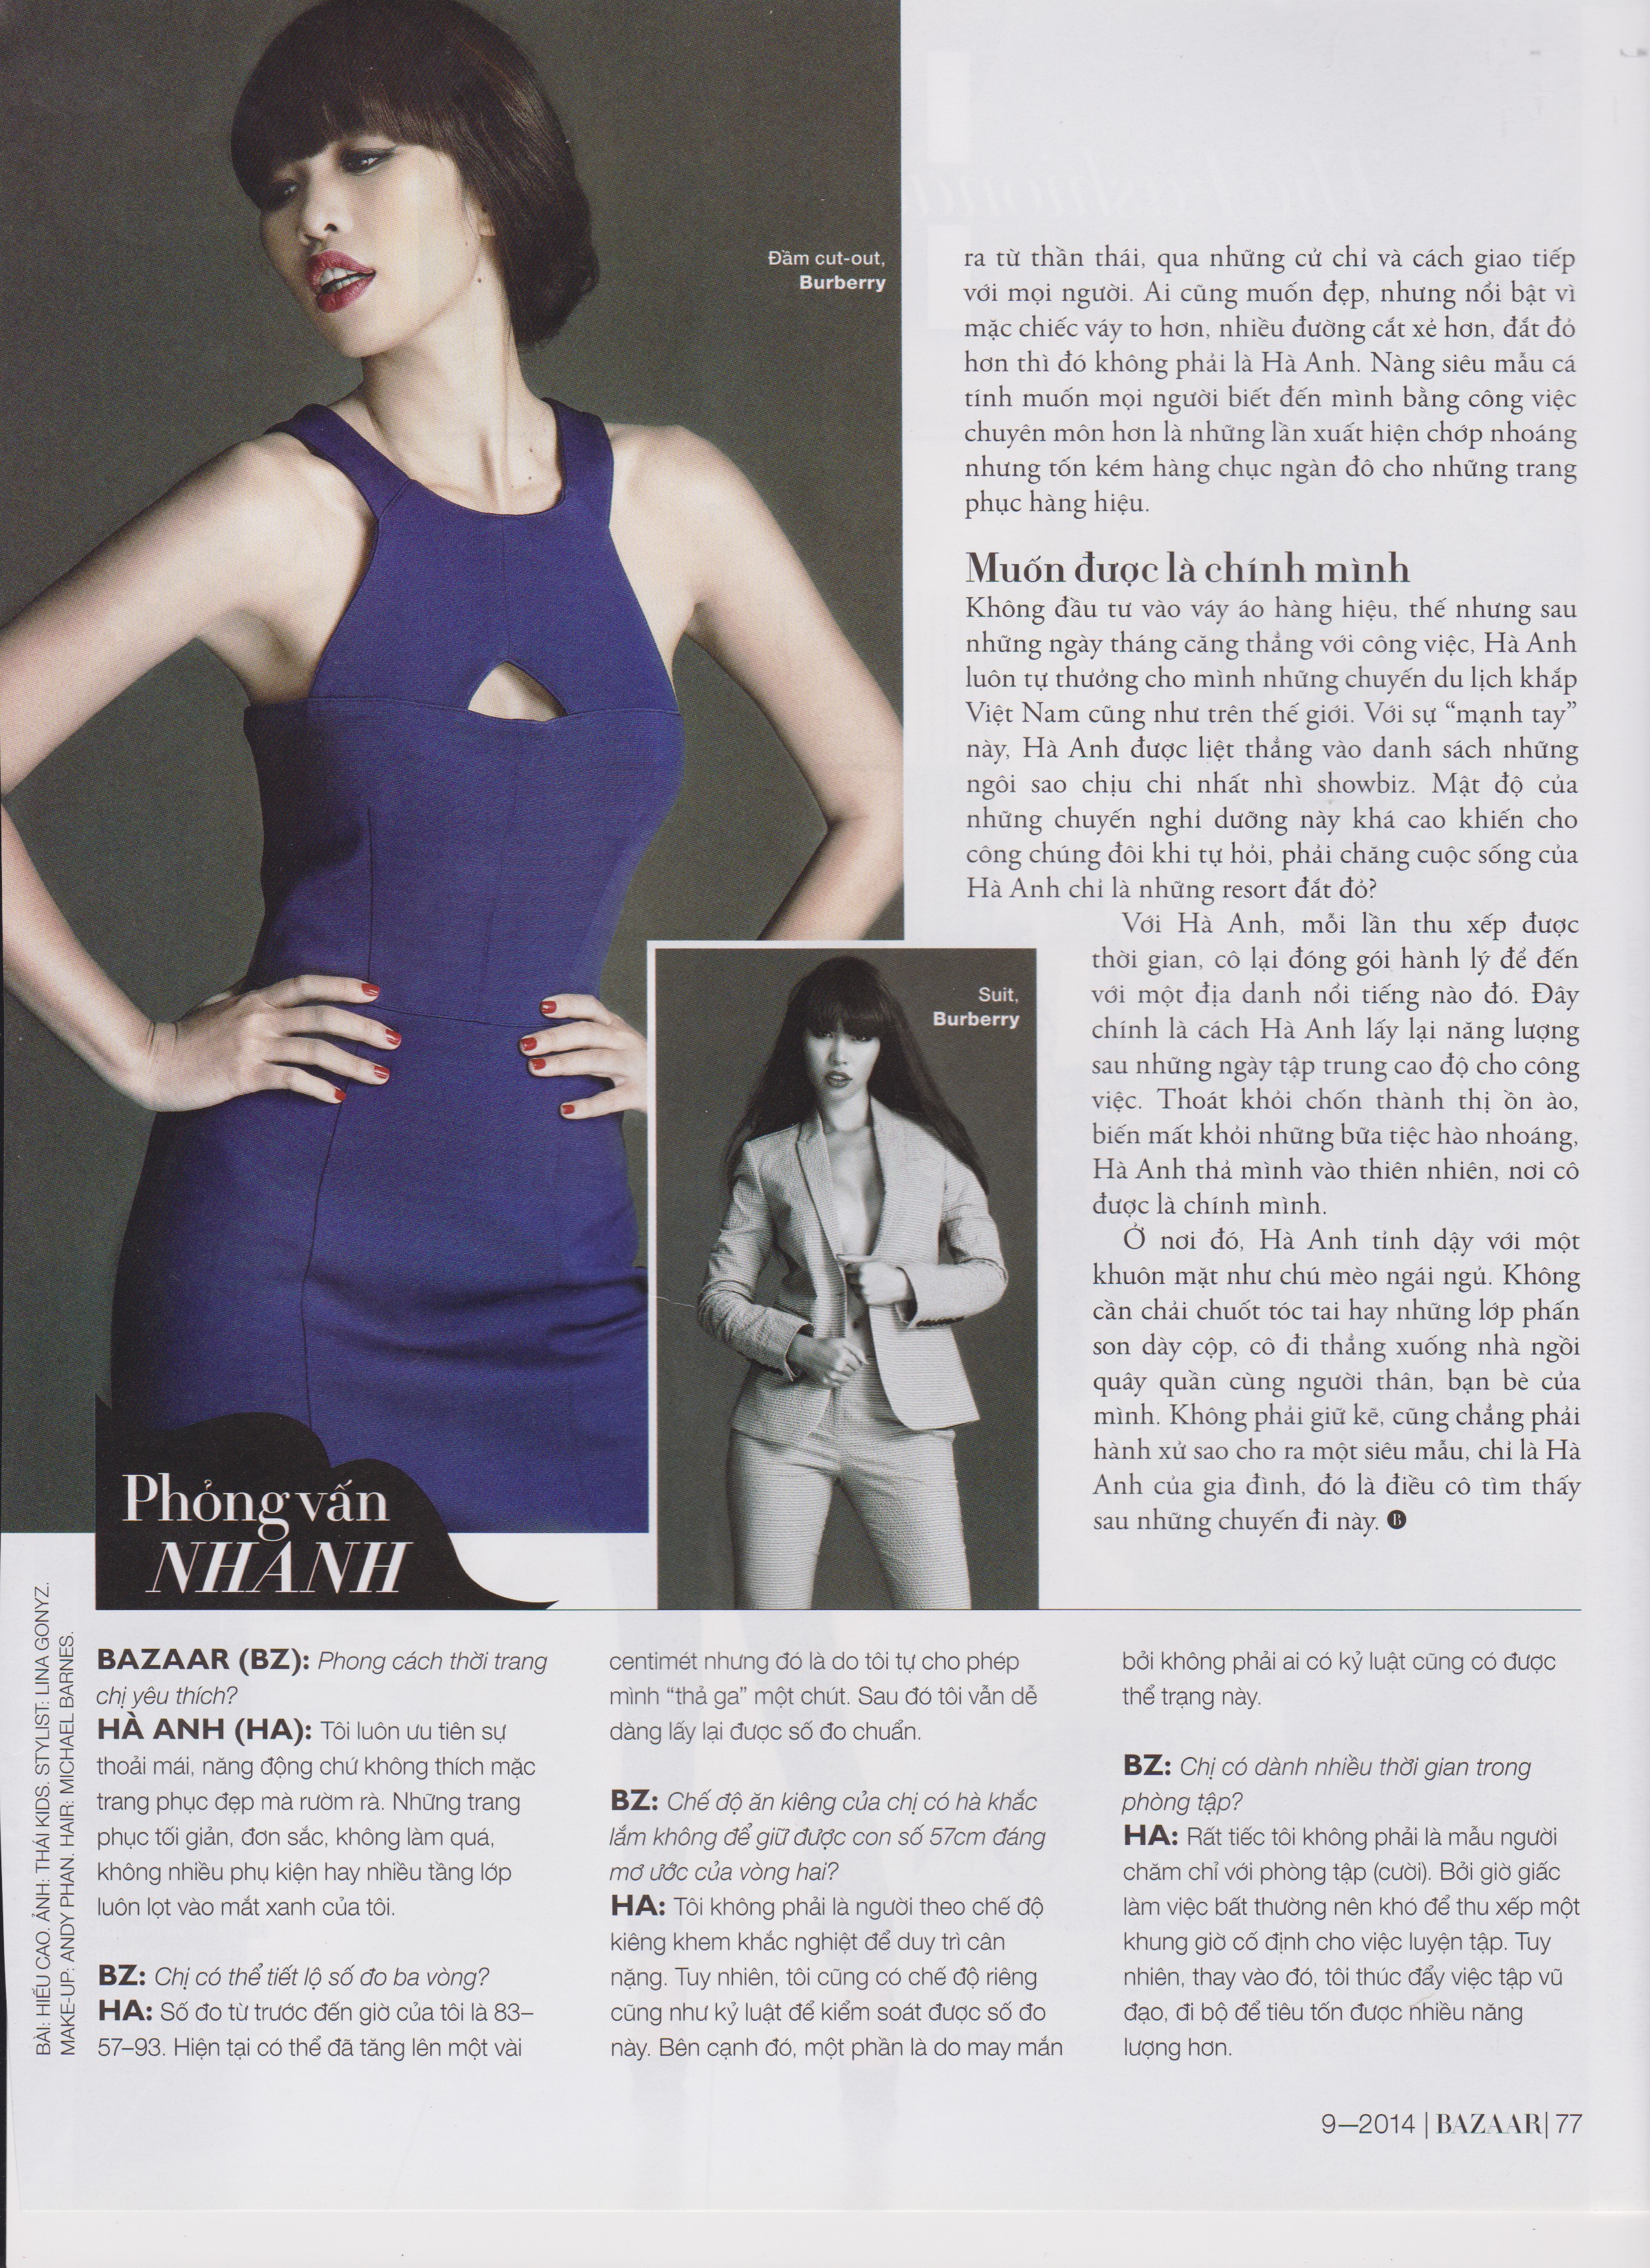 Đầm cut-out,
Burberry
ra từ thần thái, qua những cử chỉ và cách giao tiếp
với mọi người. Ai cũng muốn đẹp, nhưng nổi bật vì
mặc chiếc váy to hơn, nhiều đường cắt xẻ hơn, đắt đỏ
hơn thì đó không phải là Hà Anh. Nàng siêu mẫu cá
tính muốn mọi người biết đến mình bằng công việc
chuyên môn hơn là những lần xuất hiện chớp nhoáng
nhưng tốn kém hàng chục ngàn đô cho những trang
phục hàng hiệu.
Muốn được là chính mình
Không đầu tư vào váy áo hàng hiệu, thế nhưng sau
những ngày tháng căng thẳng với công việc, Hà Anh
luôn tự thưởng cho mình những chuyến du lịch khắp
Việt Nam cũng như trên thế giới. Với sự “mạnh tay”
này, Hà Anh được liệt thẳng vào danh sách những
ngôi sao chịu chi nhất nhì showbiz. Mật độ của
những chuyến nghỉ dưỡng này khá cao khiến cho
công chúng đôi khi tự hỏi, phải chăng cuộc sống của
Hà Anh chỉ là những resort đắt đỏ?
Với Hà Anh, mỗi lần thu xếp được
thời gian, cô lại đóng gói hành lý để đến
với một địa danh nổi tiếng nào đó. Đây
chính là cách Hà Anh lấy lại năng lượng
sau những ngày tập trung cao độ cho công
việc. Thoát khỏi chốn thành thị ồn ào,
biến mất khỏi những bữa tiệc hào nhoáng,
Hà Anh thả mình vào thiên nhiên, nơi cô
được là chính mình.
Ở nơi đó, Hà Anh tỉnh dậy với một
khuôn mặt như chú mèo ngái ngủ. Không
cần chải chuốt tóc tai hay những lớp phấn
son dày cộp, cô đi thẳng xuống nhà ngồi
quây quần cùng người thân, bạn bè của
mình. Không phải giữ kẽ, cũng chẳng phải
hành xử sao cho ra một siêu mẫu, chỉ là Hà
Anh của gia đình, đó là điều cô tìm thấy
sau những chuyến đi này. B
Suit,
Burberry
Phỏng vấn
NHANH
BÀI: HIẾU CAO. ẢNH: THÁI KIDS. STYLIST: LINA GONYZ.
MAKE-UP: ANDY PHAN. HAIR: MICHAEL BARNES.
BAZAAR (BZ): Phong cách thời trang
chị yêu thích?
HÀ ANH (HA): Tôi luôn ưu tiên sự
thoải mái, năng động chứ không thích mặc
trang phục đẹp mà rườm rà. Những trang
phục tối giản, đơn sắc, không làm quá,
không nhiều phụ kiện hay nhiều tầng lớp
luôn lọt vào mắt xanh của tôi.
BZ: Chị có thể tiết lộ số đo ba vòng?
HA: Số đo từ trước đến giờ của tôi là 83–
57–93. Hiện tại có thể đã tăng lên một vài
centimét nhưng đó là do tôi tự cho phép
mình “thả ga” một chút. Sau đó tôi vẫn dễ
dàng lấy lại được số đo chuẩn.
BZ: Chế độ ăn kiêng của chị có hà khắc
lắm không để giữ được con số 57cm đáng
mơ ước của vòng hai?
HA: Tôi không phải là người theo chế độ
kiêng khem khắc nghiệt để duy trì cân
nặng. Tuy nhiên, tôi cũng có chế độ riêng
cũng như kỷ luật để kiểm soát được số đo
này. Bên cạnh đó, một phần là do may mắn
bởi không phải ai có kỷ luật cũng có được
thể trạng này.
BZ: Chị có dành nhiều thời gian trong
phòng tập?
HA: Rất tiếc tôi không phải là mẫu người
chăm chỉ với phòng tập (cười). Bởi giờ giấc
làm việc bất thường nên khó để thu xếp một
khung giờ cố định cho việc luyện tập. Tuy
nhiên, thay vào đó, tôi thúc đẩy việc tập vũ
đạo, đi bộ để tiêu tốn được nhiều năng
lượng hơn.
9—2014 | BAZAAR | 77